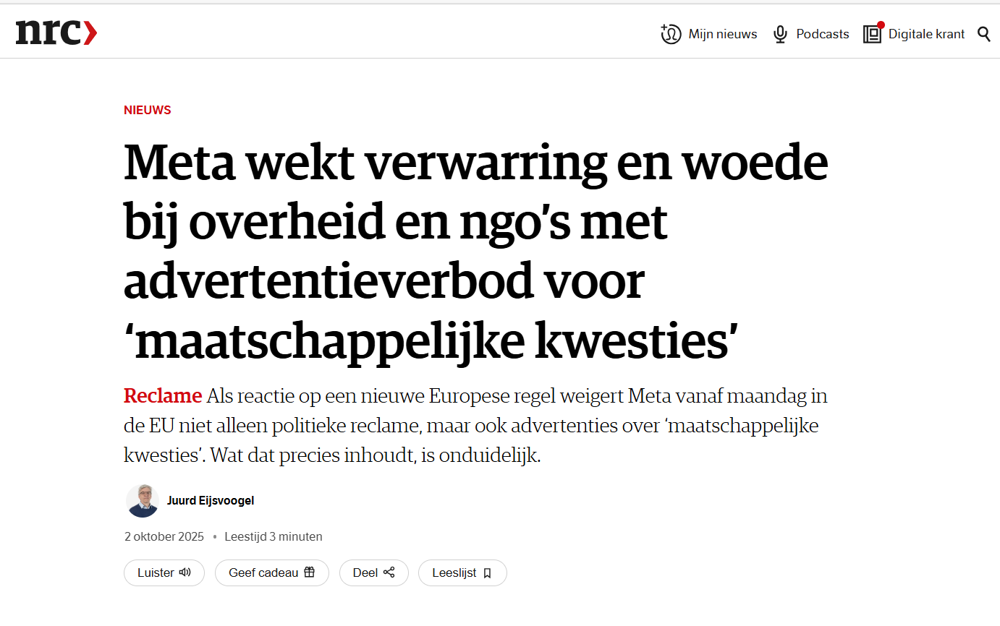 nrc
Mijn nieuws
Podcasts
Digitale krant
NIEUWS
Meta wekt verwarring en woede
bij overheid en ngo’s met
advertentieverbod voor
‘maatschappelijke kwesties’
Reclame Als reactie op een nieuwe Europese regel weigert Meta vanaf maandag in
de EU niet alleen politieke reclame, maar ook advertenties over ‘maatschappelijke
kwesties’. Wat dat precies inhoudt, is onduidelijk.
Juurd Eijsvoogel
2 oktober 2025 • Leestijd 3 minuten
Luister
Geef cadeau
Deel
Leeslijst